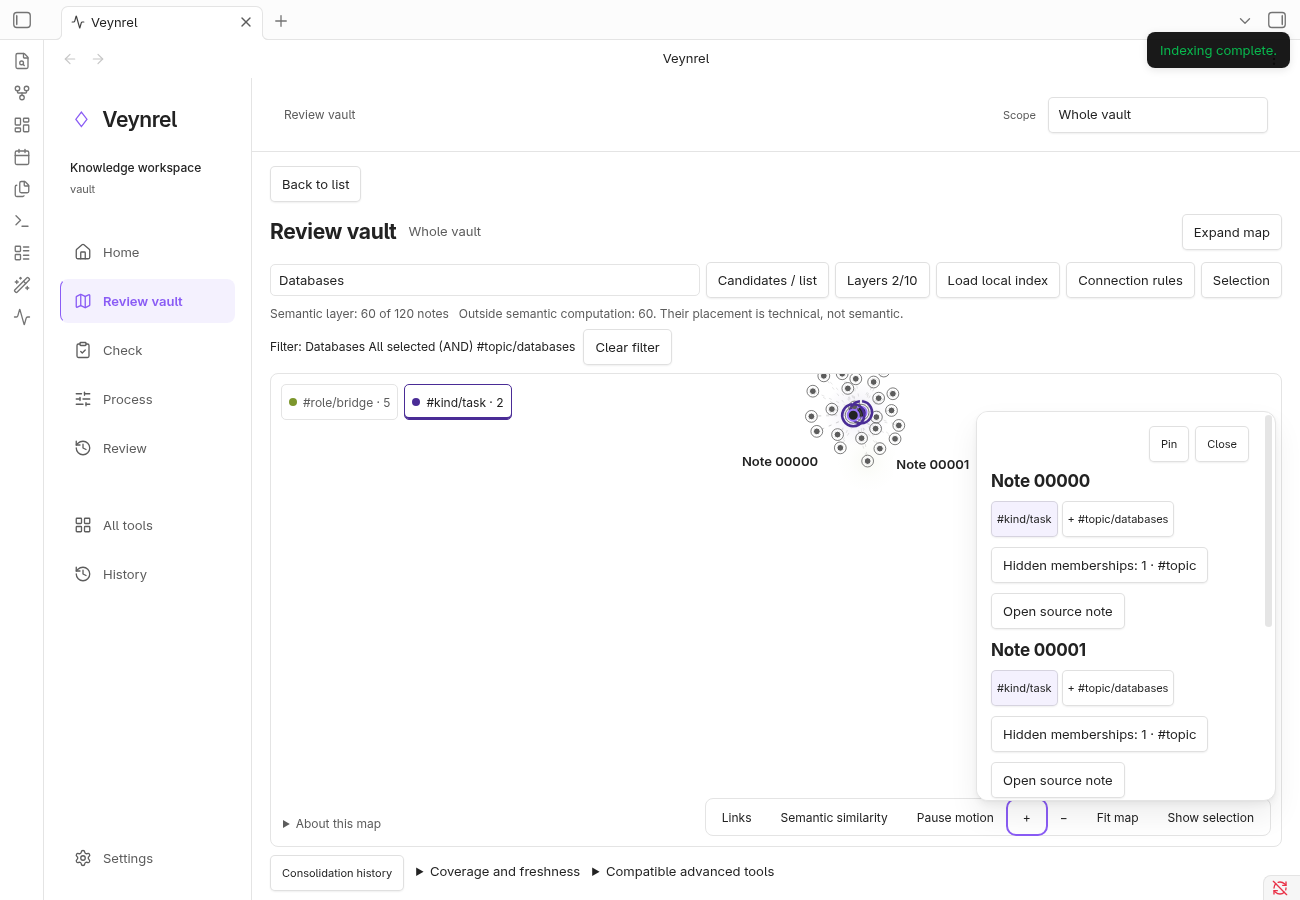 Veynrel
Veynrel
Indexing complete.
Veynrel
Knowledge workspace
vault
Home
Review vault
Check
Process
Review
All tools
History
Settings
Review vault
Scope
Whole vault
Back to list
Review vault Whole vault
Expand map
Databases
Candidates / list
Layers 2/10
Load local index
Connection rules
Selection
Semantic layer: 60 of 120 notes Outside semantic computation: 60. Their placement is technical, not semantic.
Filter: Databases All selected (AND) #topic/databases
Clear filter
#role/bridge · 5
#kind/task · 2
Note 00000
Note 00001
Pin
Close
Note 00000
#kind/task
+ #topic/databases
Hidden memberships: 1 · #topic
Open source note
Note 00001
#kind/task
+ #topic/databases
Hidden memberships: 1 · #topic
Open source note
About this map
Links
Semantic similarity
Pause motion
+
−
Fit map
Show selection
Consolidation history
Coverage and freshness
Compatible advanced tools